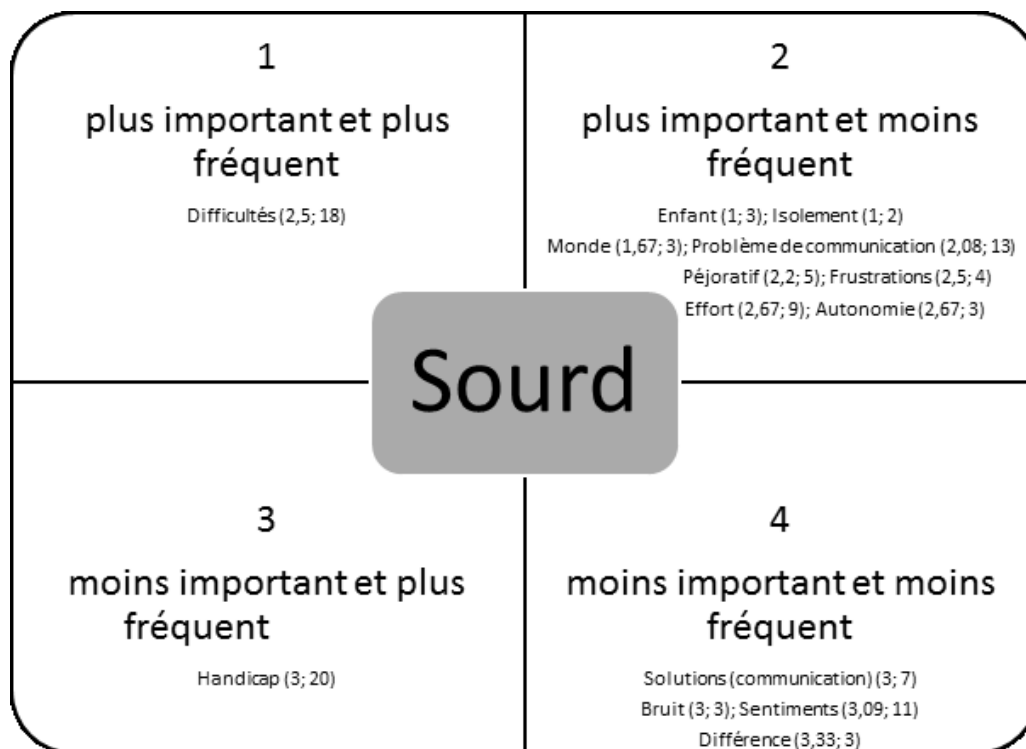 1
plus important et plus
fréquent
Difficultés (2,5; 18)
2
plus important et moins
fréquent
Enfant (1; 3); Isolement (1; 2)
Monde (1,67; 3); Problème de communication (2,08; 13)
Péjoratif (2,2; 5); Frustrations (2,5; 4)
Effort (2,67; 9); Autonomie (2,67; 3)
Sourd
3
moins important et plus
fréquent
Handicap (3; 20)
4
moins important et moins
fréquent
Solutions (communication) (3; 7)
Bruit (3; 3); Sentiments (3,09; 11)
Différence (3,33; 3)